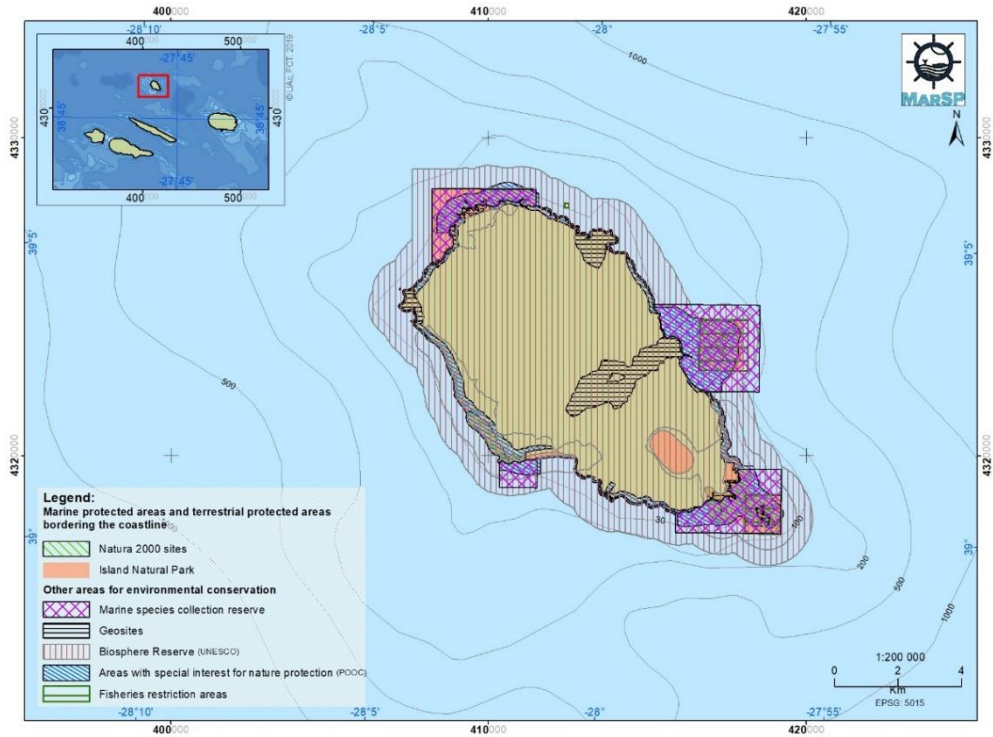 400000 410000 420000
-28°10' -28°5' -28° -27°55'
400 500
-27°45'
430 38°45' 38°45' 430
-27°45'
400 500
© UAc, FCT, 2019
MarSP
N
1000
4330000 4330000
39°5' 39°5'
500
4320000 4320000
30
100
200
500
1000
39° 39°
Legend:
Marine protected areas and terrestrial protected areas
bordering the coastline
Natura 2000 sites
Island Natural Park
Other areas for environmental conservation
Marine species collection reserve
Geosites
Biosphere Reserve (UNESCO)
Areas with special interest for nature protection (POOC)
Fisheries restriction areas
1:200 000
0 2 4
Km
EPSG: 5015
-28°10' -28°5' -28° -27°55'
400000 410000 420000